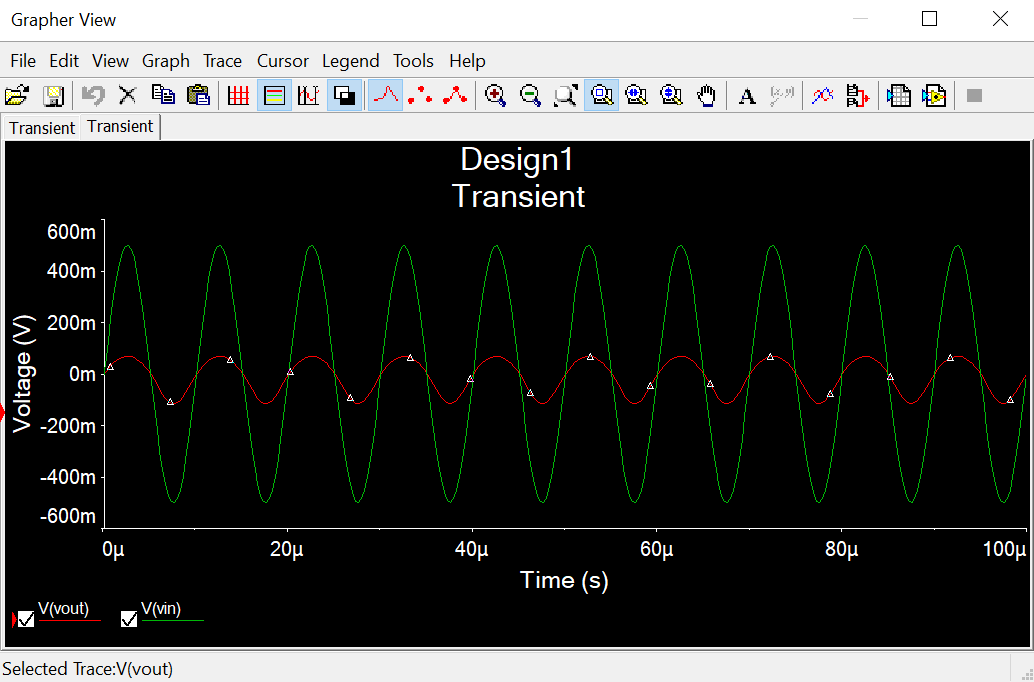 Grapher View
File Edit View Graph Trace Cursor Legend Tools Help
A
Transient Transient
Design1
Transient
600m
400m
200m
0m
-200m
-400m
-600m
Voltage (V)
0µ 20µ 40µ 60µ 80µ 100µ
Time (s)
V(vout) V(vin)
Selected Trace:V(vout)